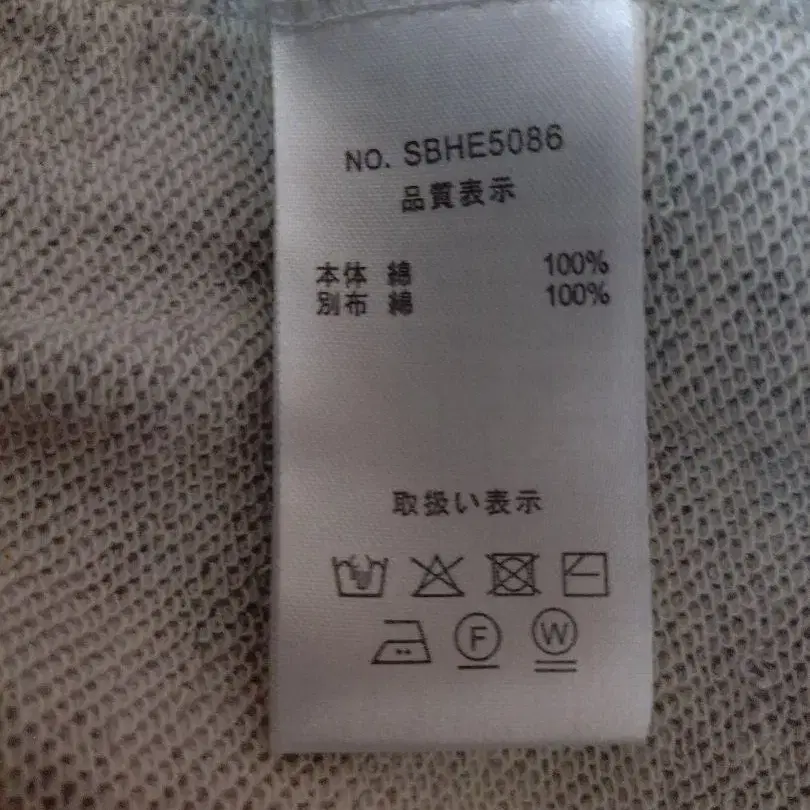 NO. SBHE5086
品質表示
本体 綿 100%
別布 綿 100%
取扱い表示
F W